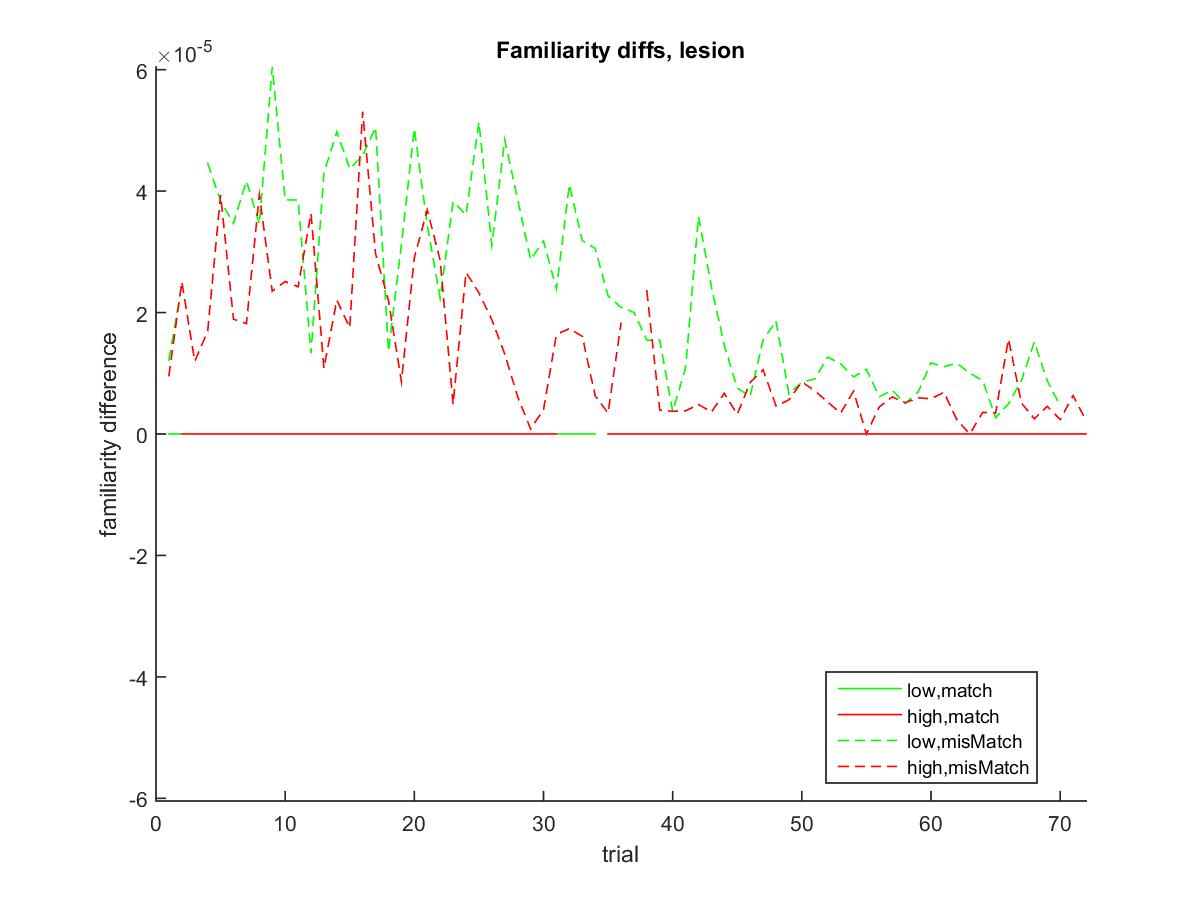 Familiarity diffs, lesion
×10-5
6
4
2
0
-2
-4
-6
familiarity difference
0 10 20 30 40 50 60 70
trial
low,match
high,match
low,misMatch
high,misMatch